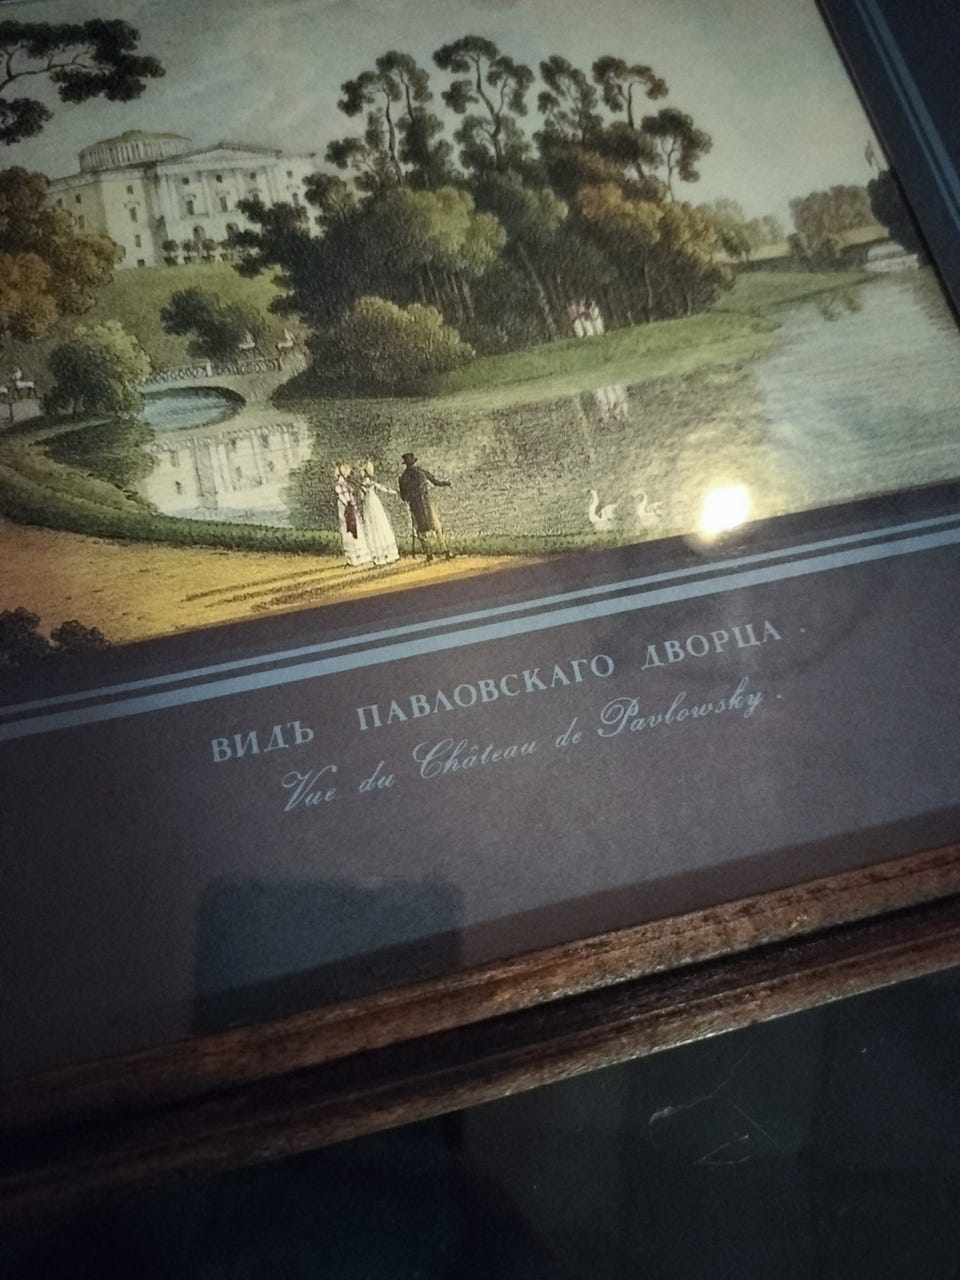 ВИДЪ ПАВЛОВСКАГО ДВОРЦА.
Vue du Château de Pavlowsky.